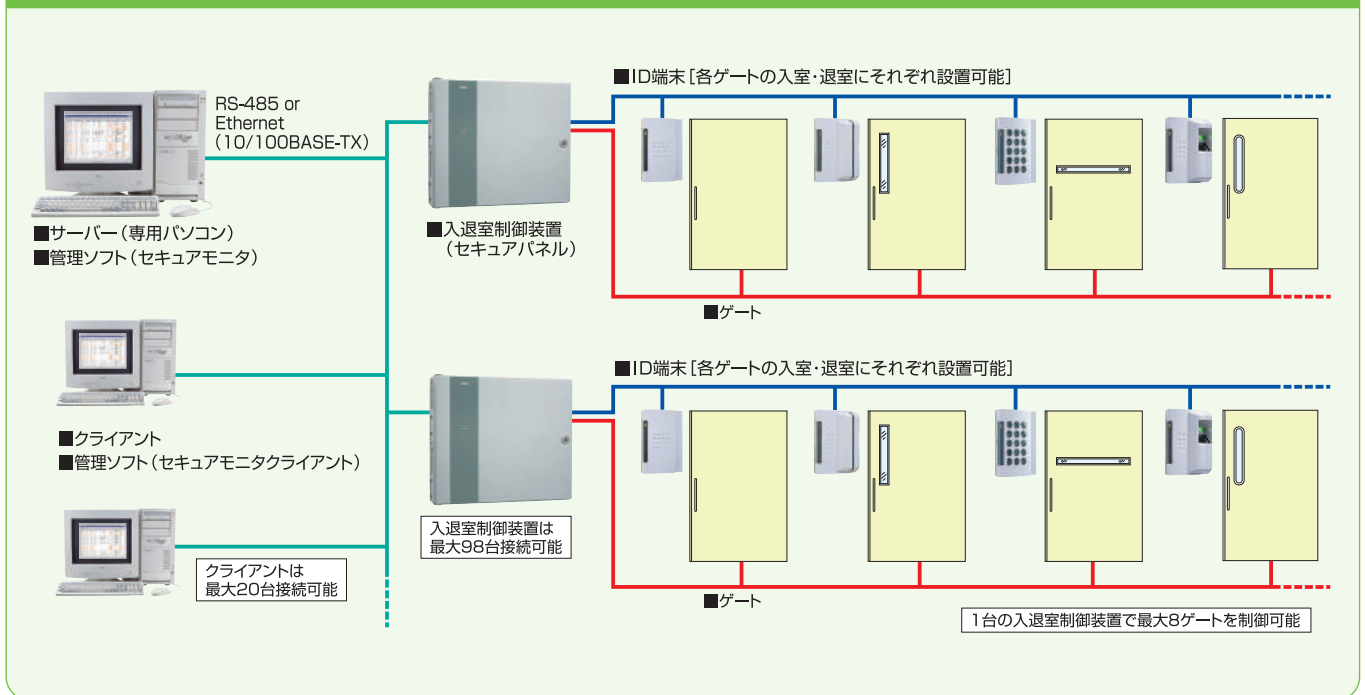 RS-485 or
Ethernet
(10/100BASE-TX)
■サーバー(専用パソコン)
■管理ソフト(セキュアモニタ)
■入退室制御装置
(セキュアパネル)
■ID端末[各ゲートの入室・退室にそれぞれ設置可能]
■ゲート
■クライアント
■管理ソフト(セキュアモニタクライアント)
クライアントは
最大20台接続可能
入退室制御装置は
最大98台接続可能
■ID端末[各ゲートの入室・退室にそれぞれ設置可能]
■ゲート
1台の入退室制御装置で最大8ゲートを制御可能